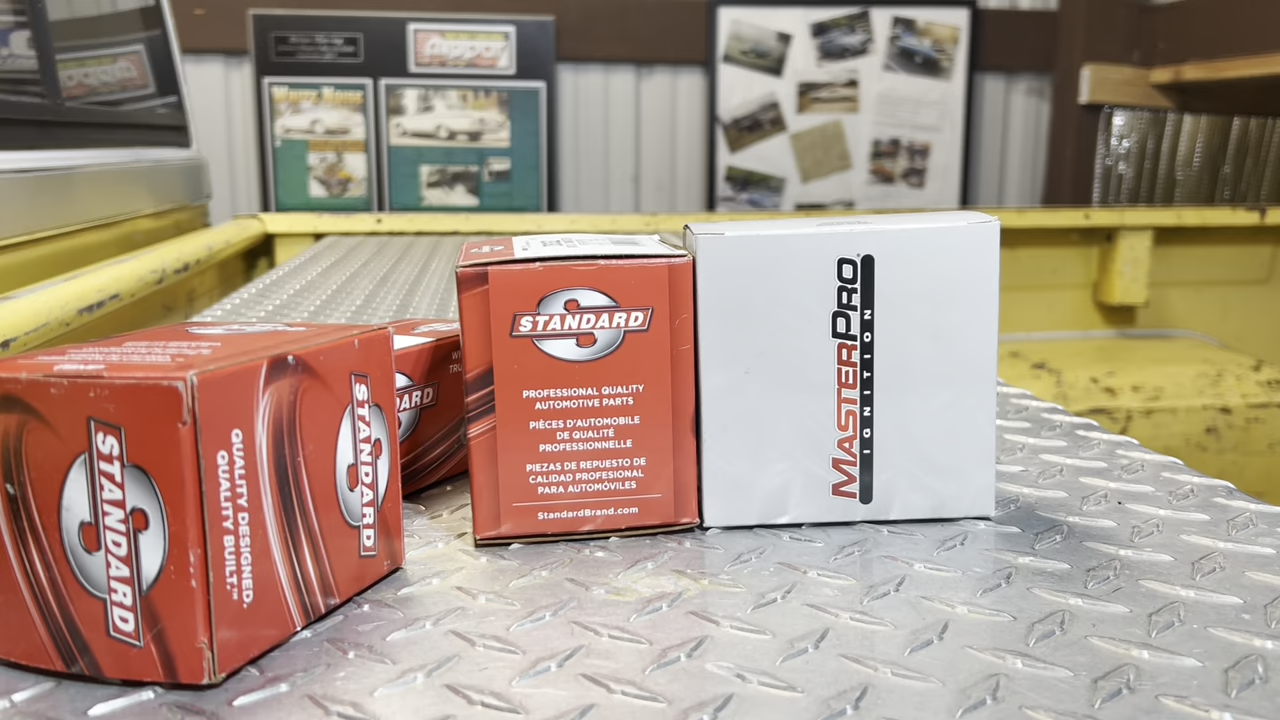 STANDARD
QUALITY DESIGNED.
QUALITY BUILT.™
STANDARD
STANDARD
PROFESSIONAL QUALITY
AUTOMOTIVE PARTS
PIÈCES D'AUTOMOBILE
DE QUALITÉ
PROFESSIONNELLE
PIEZAS DE REPUESTO DE
CALIDAD PROFESIONAL
PARA AUTOMÓVILES
StandardBrand.com
MASTERPRO
IGNITION